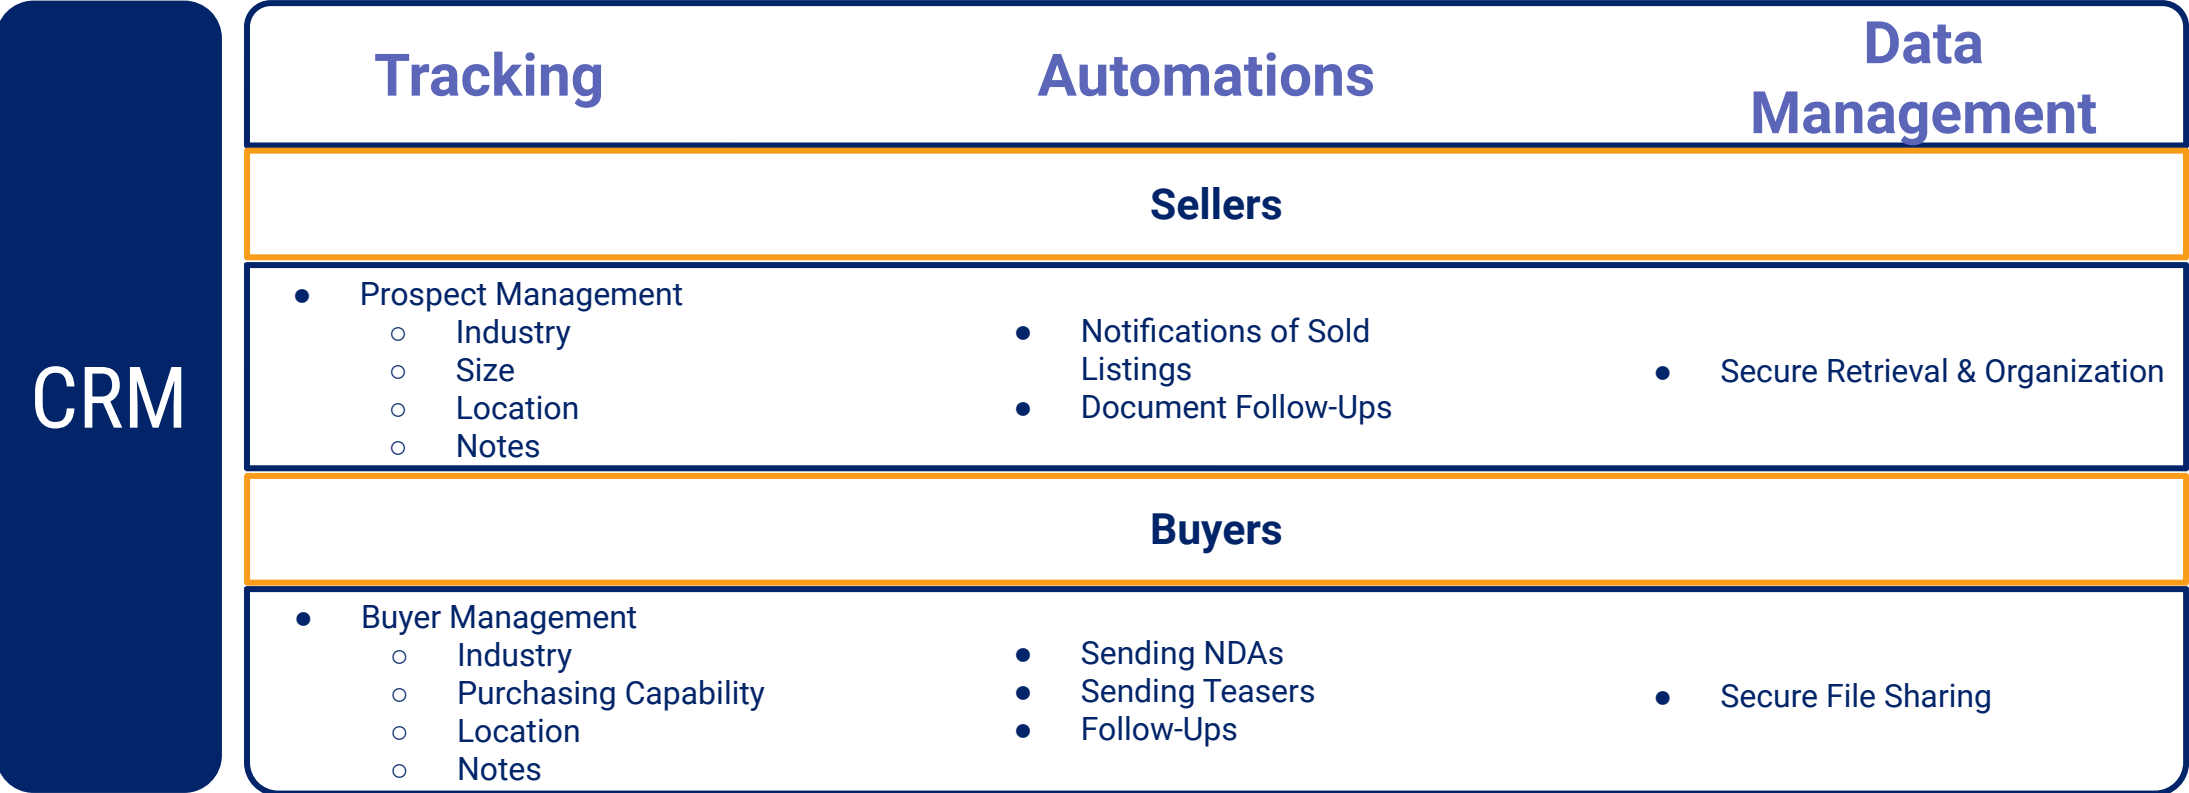 CRM
Tracking
Automations
Data
Management
Sellers
● Prospect Management
○ Industry
○ Size
○ Location
○ Notes
● Notifications of Sold
Listings
● Document Follow-Ups
● Secure Retrieval & Organization
Buyers
● Buyer Management
○ Industry
○ Purchasing Capability
○ Location
○ Notes
● Sending NDAs
● Sending Teasers
● Follow-Ups
● Secure File Sharing